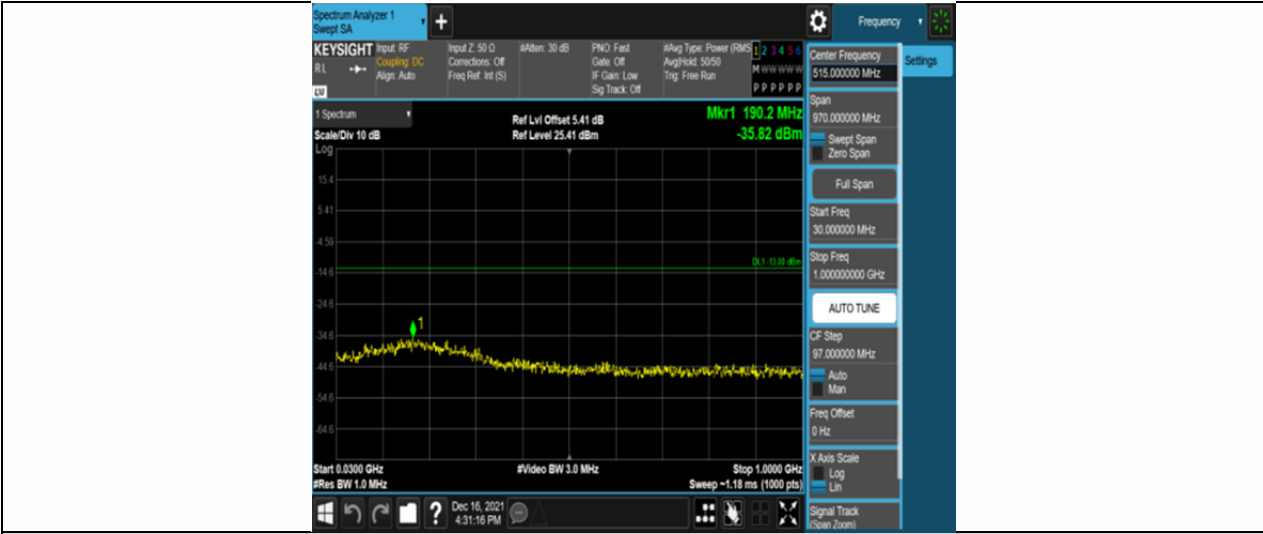 Spectrum Analyzer 1
Swept SA
Frequency
KEYSIGHT
RL
LV
Input: RF
Coupling: DC
Align: Auto
Input Z: 50 Ω
Corrections: Off
Freq Ref: Int (S)
#Atten: 30 dB
PNO: Fast
Gate: Off
IF Gain: Low
Sig Track: Off
#Avg Type: Power (RMS
Avg|Hold: 50/50
Trig: Free Run
1 2 3 4 5 6
M W W W W W
P P P P P P
1 Spectrum
Scale/Div 10 dB
Log
Ref Lvl Offset 5.41 dB
Ref Level 25.41 dBm
Mkr1 190.2 MHz
-35.82 dBm
15.4
5.41
-4.59
-14.6
-24.6
-34.6
-44.6
-54.6
-64.6
DL1 -13.00 dBm
1
Start 0.0300 GHz
#Res BW 1.0 MHz
#Video BW 3.0 MHz
Stop 1.0000 GHz
Sweep ~1.18 ms (1000 pts)
Dec 16, 2021
4:31:16 PM
Center Frequency
515.000000 MHz
Settings
Span
970.000000 MHz
Swept Span
Zero Span
Full Span
Start Freq
30.000000 MHz
Stop Freq
1.000000000 GHz
AUTO TUNE
CF Step
97.000000 MHz
Auto
Man
Freq Offset
0 Hz
X Axis Scale
Log
Lin
Signal Track
(Span Zoom)